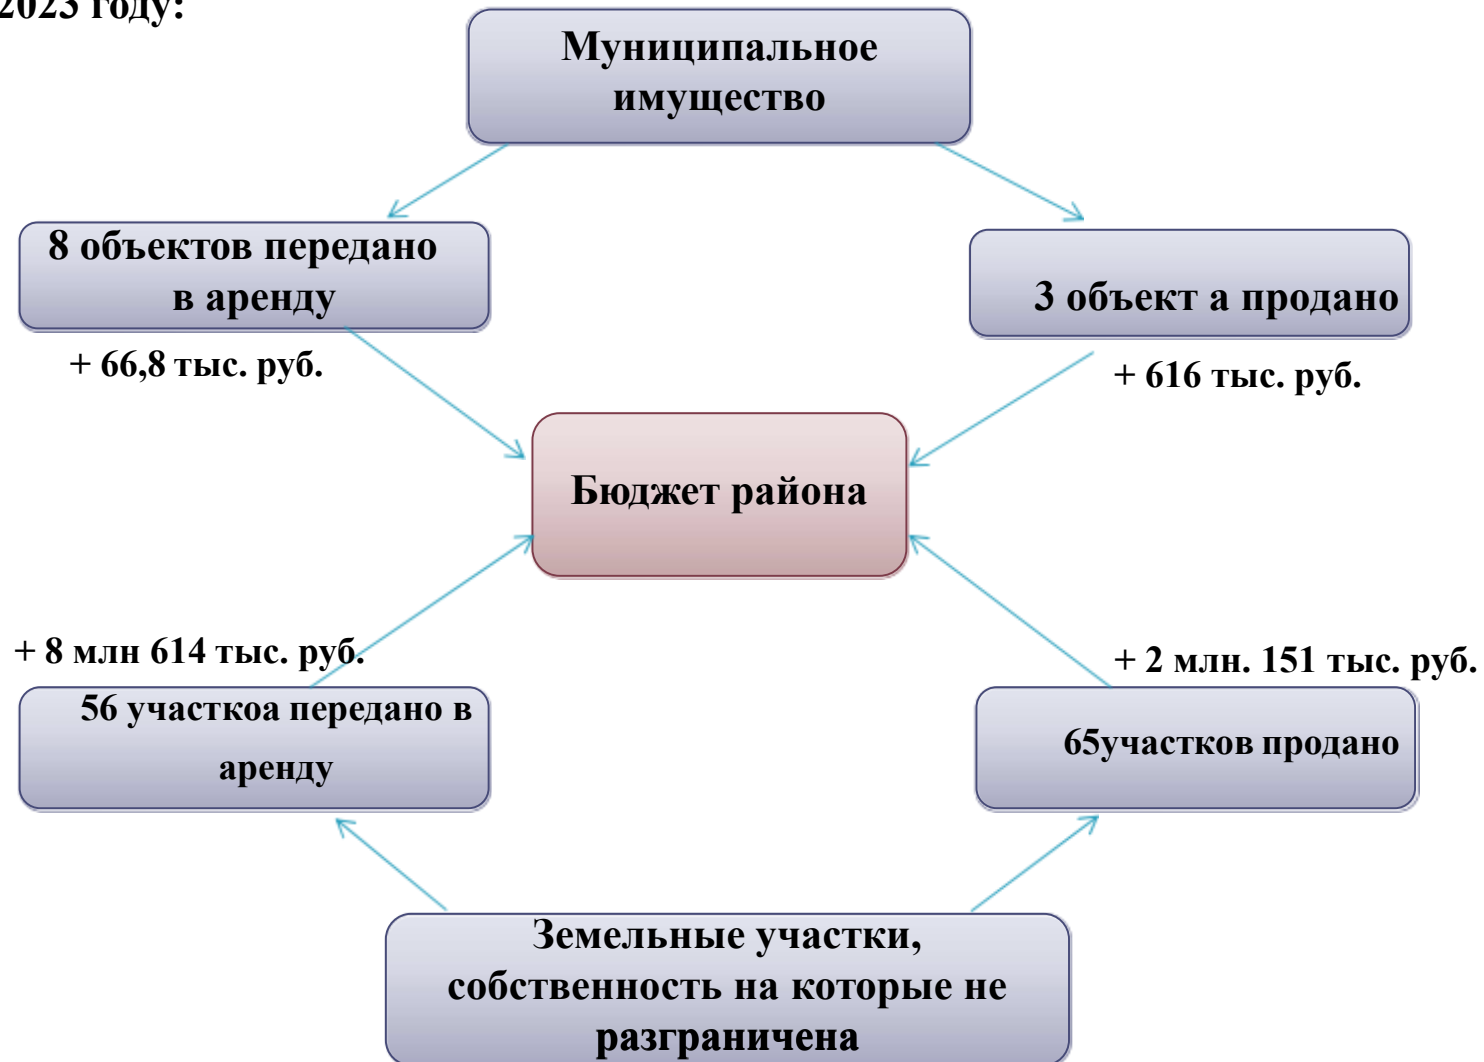 2023 году:
Муниципальное
имущество
8 объектов передано
в аренду
3 объект а продано
+ 66,8 тыс. руб.
+ 616 тыс. руб.
Бюджет района
+ 8 млн 614 тыс. руб.
+ 2 млн. 151 тыс. руб.
56 участкоа передано в
аренду
65участков продано
Земельные участки,
собственность на которые не
разграничена